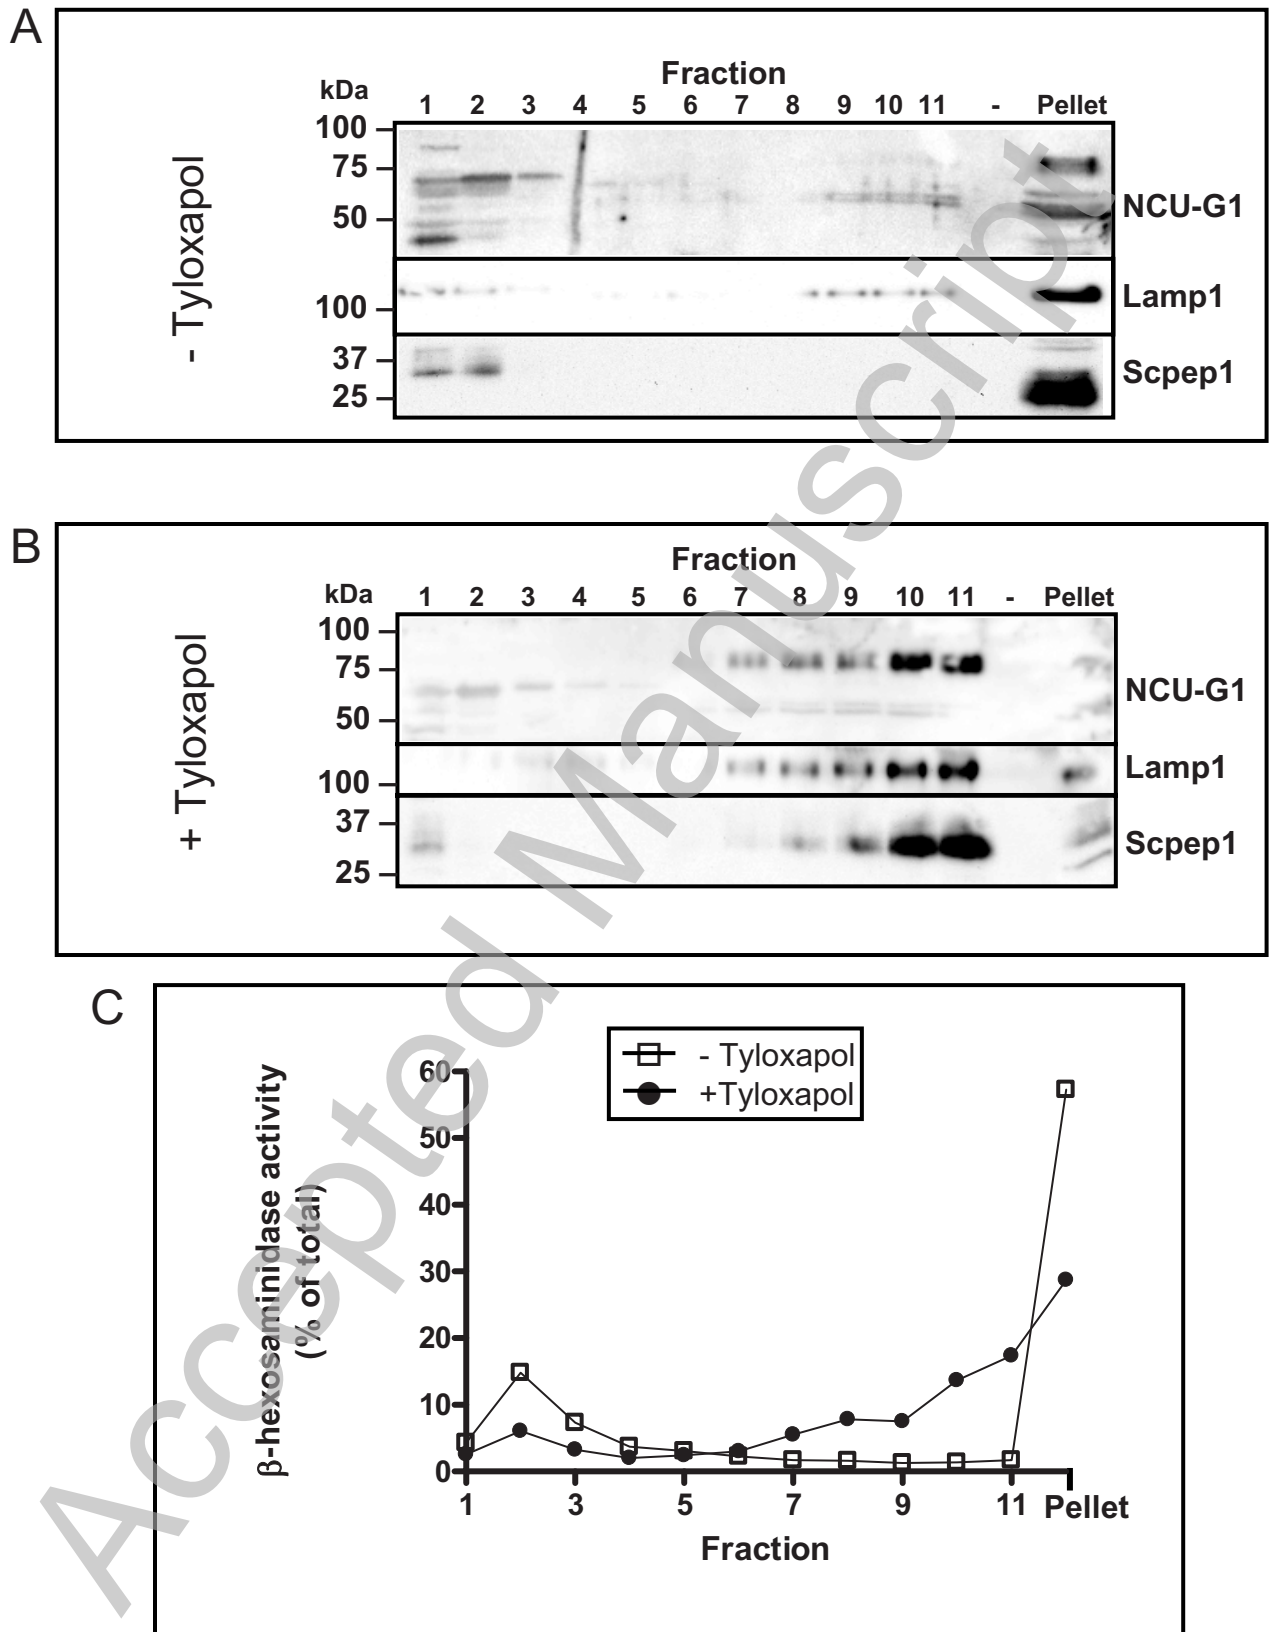 A
Fraction
kDa 1 2 3 4 5 6 7 8 9 10 11 - Pellet
100
75
50
NCU-G1
100
Lamp1
37
25
Scpep1
- Tyloxapol
B
Fraction
kDa 1 2 3 4 5 6 7 8 9 10 11 - Pellet
100
75
50
NCU-G1
100
Lamp1
37
25
Scpep1
+ Tyloxapol
C
- Tyloxapol
+Tyloxapol
β-hexosaminidase activity
(% of total)
60
50
40
30
20
10
0
1 3 5 7 9 11 Pellet
Fraction
Accepted Manuscript